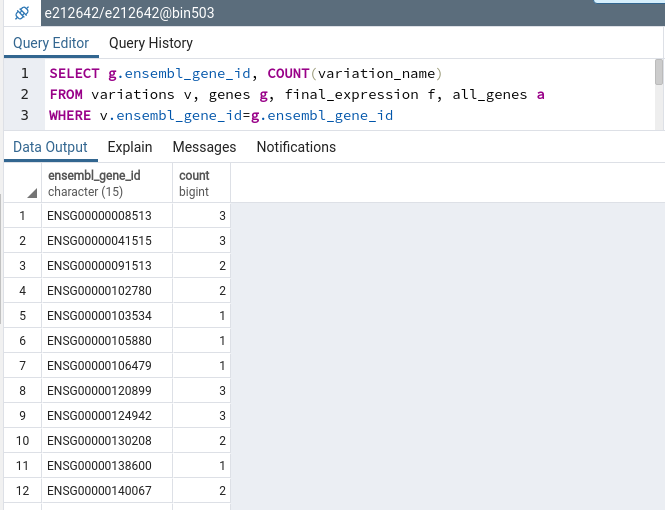 e212642/e212642@bin503
Query Editor Query History
1 SELECT g.ensembl_gene_id, COUNT(variation_name)
2 FROM variations v, genes g, final_expression f, all_genes a
3 WHERE v.ensembl_gene_id=g.ensembl_gene_id
Data Output Explain Messages Notifications
ensembl_gene_id count
character (15) bigint
1 ENSG00000008513 3
2 ENSG00000041515 3
3 ENSG00000091513 2
4 ENSG00000102780 2
5 ENSG00000103534 1
6 ENSG00000105880 1
7 ENSG00000106479 1
8 ENSG00000120899 3
9 ENSG00000124942 3
10 ENSG00000130208 2
11 ENSG00000138600 1
12 ENSG00000140067 2